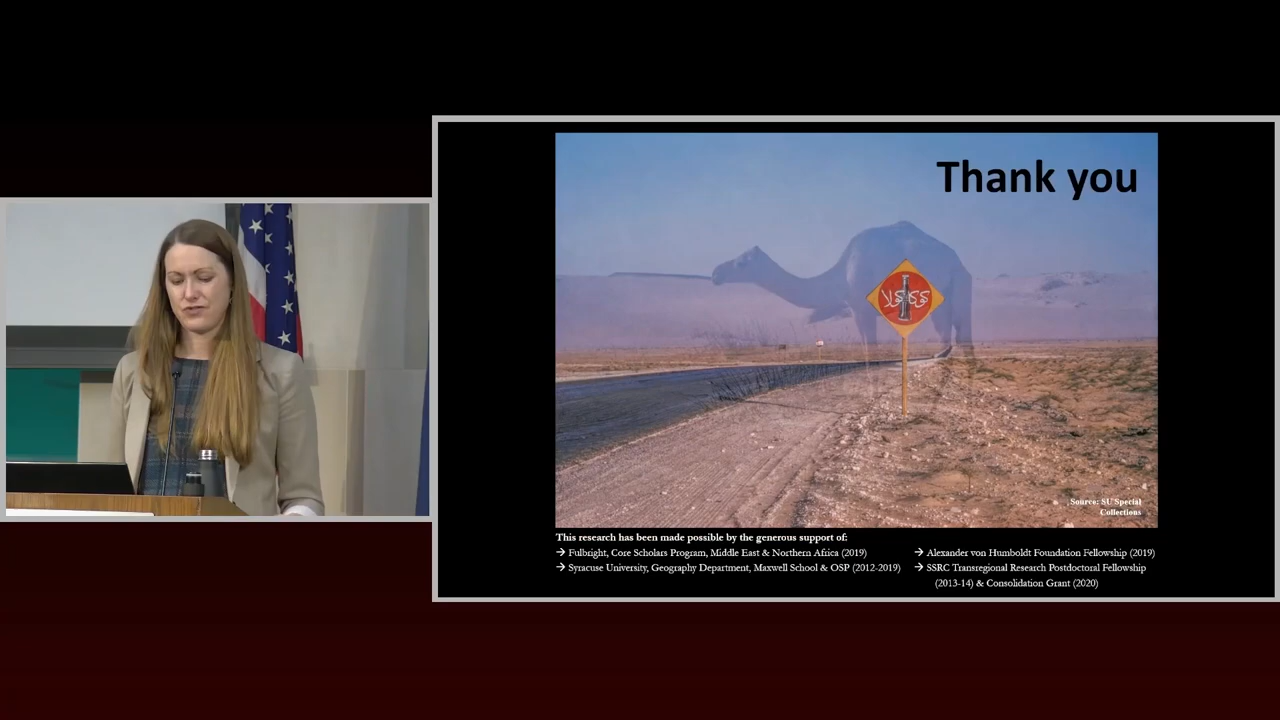 Thank you
كوكاكولا
Source: SU Special
Collections
This research has been made possible by the generous support of:
→ Fulbright, Core Scholars Program, Middle East & Northern Africa (2019)
→ Syracuse University, Geography Department, Maxwell School & OSP (2012-2019)
→ Alexander von Humboldt Foundation Fellowship (2019)
→ SSRC Transregional Research Postdoctoral Fellowship
(2013-14) & Consolidation Grant (2020)